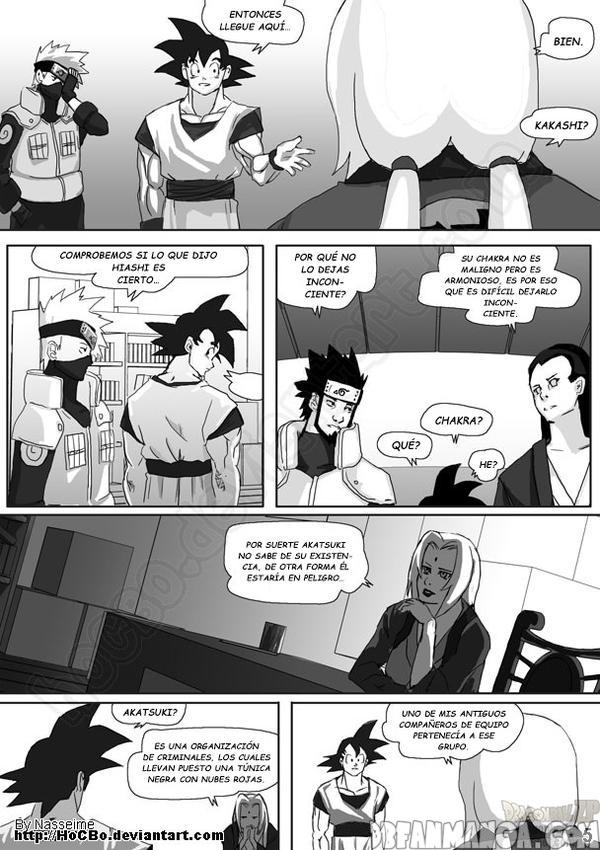 ENTONCES
LLEGUE AQUÍ...
BIEN.
KAKASHI?
COMPROBEMOS SI LO QUE DIJO
HIASHI ES
CIERTO...
POR QUÉ NO
LO DEJAS
INCON-
CIENTE?
SU CHAKRA NO ES
MALIGNO PERO ES
ARMONIOSO, ES POR ESO
QUE ES DIFÍCIL DEJARLO
INCON-
CIENTE.
CHAKRA?
QUÉ?
HE?
POR SUERTE AKATSUKI
NO SABE DE SU EXISTEN-
CIA, DE OTRA FORMA ÉL
ESTARÍA EN PELIGRO...
AKATSUKI?
ES UNA ORGANIZACIÓN
DE CRIMINALES, LOS CUALES
LLEVAN PUESTO UNA TÚNICA
NEGRA CON NUBES ROJAS.
UNO DE MIS ANTIGUOS
COMPAÑEROS DE EQUIPO
PERTENECÍA A ESE
GRUPO.
By Nasseime
http://HoCBo.deviantart.com
DBFANMANGA.COM
5